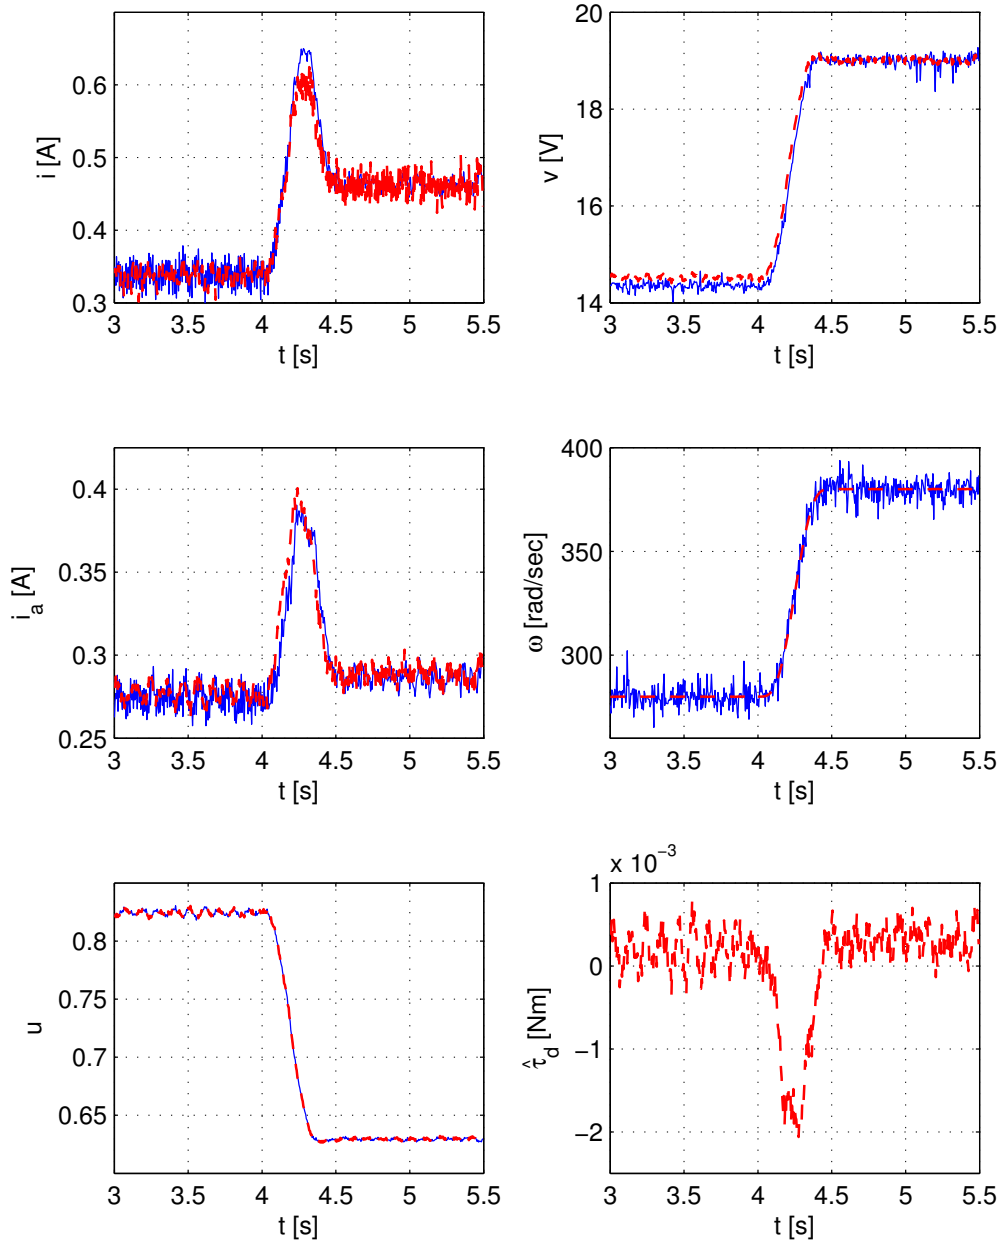 i [A]
0.6
0.5
0.4
0.3
3 3.5 4 4.5 5 5.5
t [s]
v [V]
20
18
16
14
3 3.5 4 4.5 5 5.5
t [s]
i_a [A]
0.4
0.35
0.3
0.25
3 3.5 4 4.5 5 5.5
t [s]
ω [rad/sec]
400
350
300
3 3.5 4 4.5 5 5.5
t [s]
u
0.8
0.75
0.7
0.65
3 3.5 4 4.5 5 5.5
t [s]
x 10⁻³
τ̂_d [Nm]
1
0
−1
−2
3 3.5 4 4.5 5 5.5
t [s]